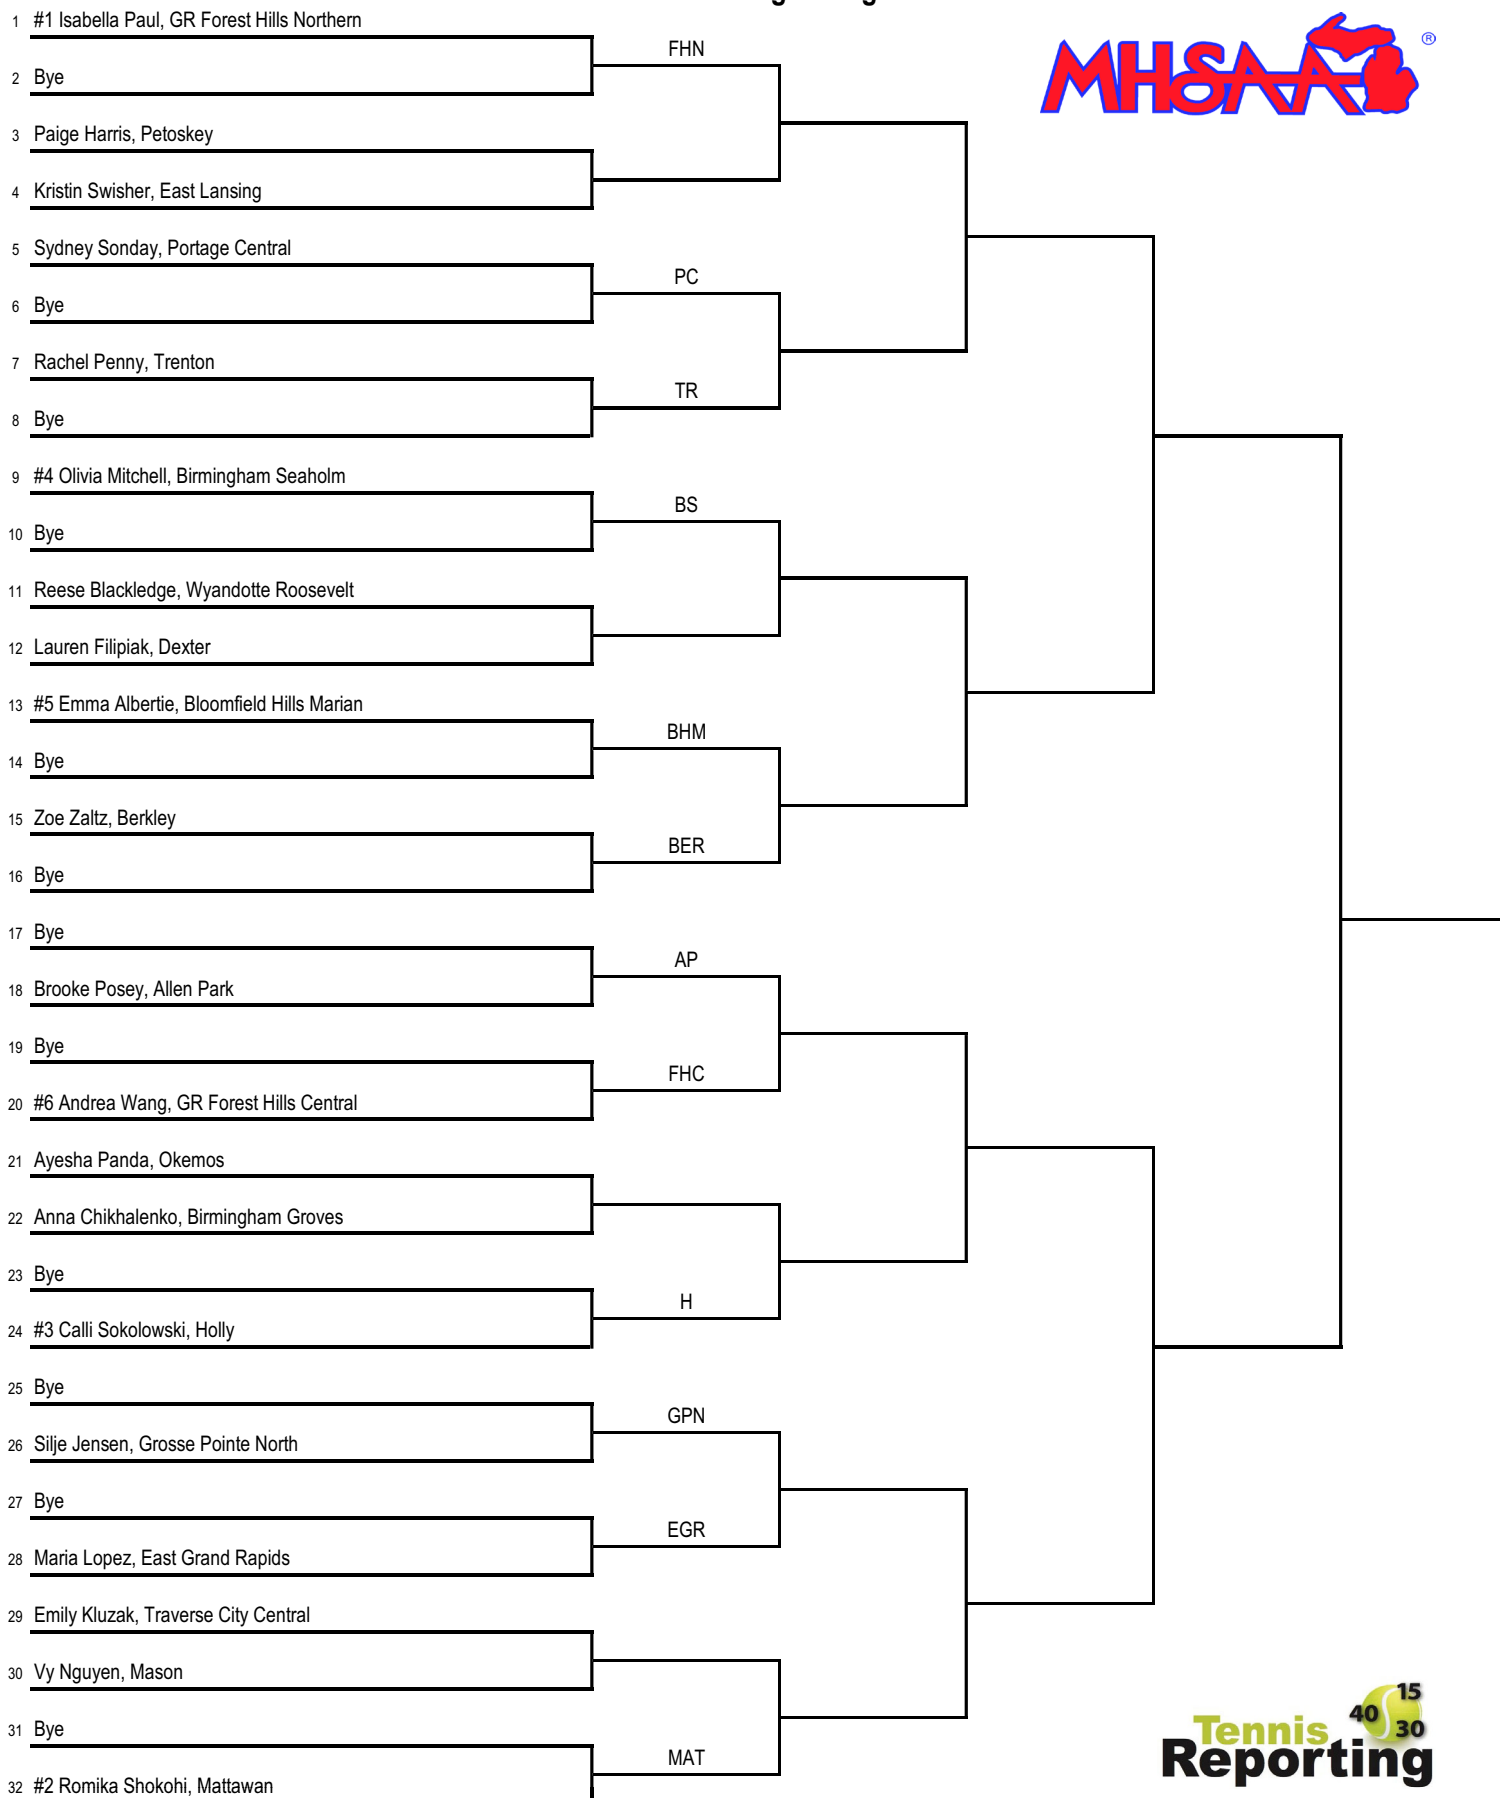 1 #1 Isabella Paul, GR Forest Hills Northern
FHN
MHSAA ®
2 Bye
3 Paige Harris, Petoskey
4 Kristin Swisher, East Lansing
5 Sydney Sonday, Portage Central
PC
6 Bye
7 Rachel Penny, Trenton
TR
8 Bye
9 #4 Olivia Mitchell, Birmingham Seaholm
BS
10 Bye
11 Reese Blackledge, Wyandotte Roosevelt
12 Lauren Filipiak, Dexter
13 #5 Emma Albertie, Bloomfield Hills Marian
BHM
14 Bye
15 Zoe Zaltz, Berkley
BER
16 Bye
17 Bye
AP
18 Brooke Posey, Allen Park
19 Bye
FHC
20 #6 Andrea Wang, GR Forest Hills Central
21 Ayesha Panda, Okemos
22 Anna Chikhalenko, Birmingham Groves
23 Bye
H
24 #3 Calli Sokolowski, Holly
25 Bye
GPN
26 Silje Jensen, Grosse Pointe North
27 Bye
EGR
28 Maria Lopez, East Grand Rapids
29 Emily Kluzak, Traverse City Central
30 Vy Nguyen, Mason
31 Bye
MAT
32 #2 Romika Shokohi, Mattawan
15
40
30
Tennis
Reporting